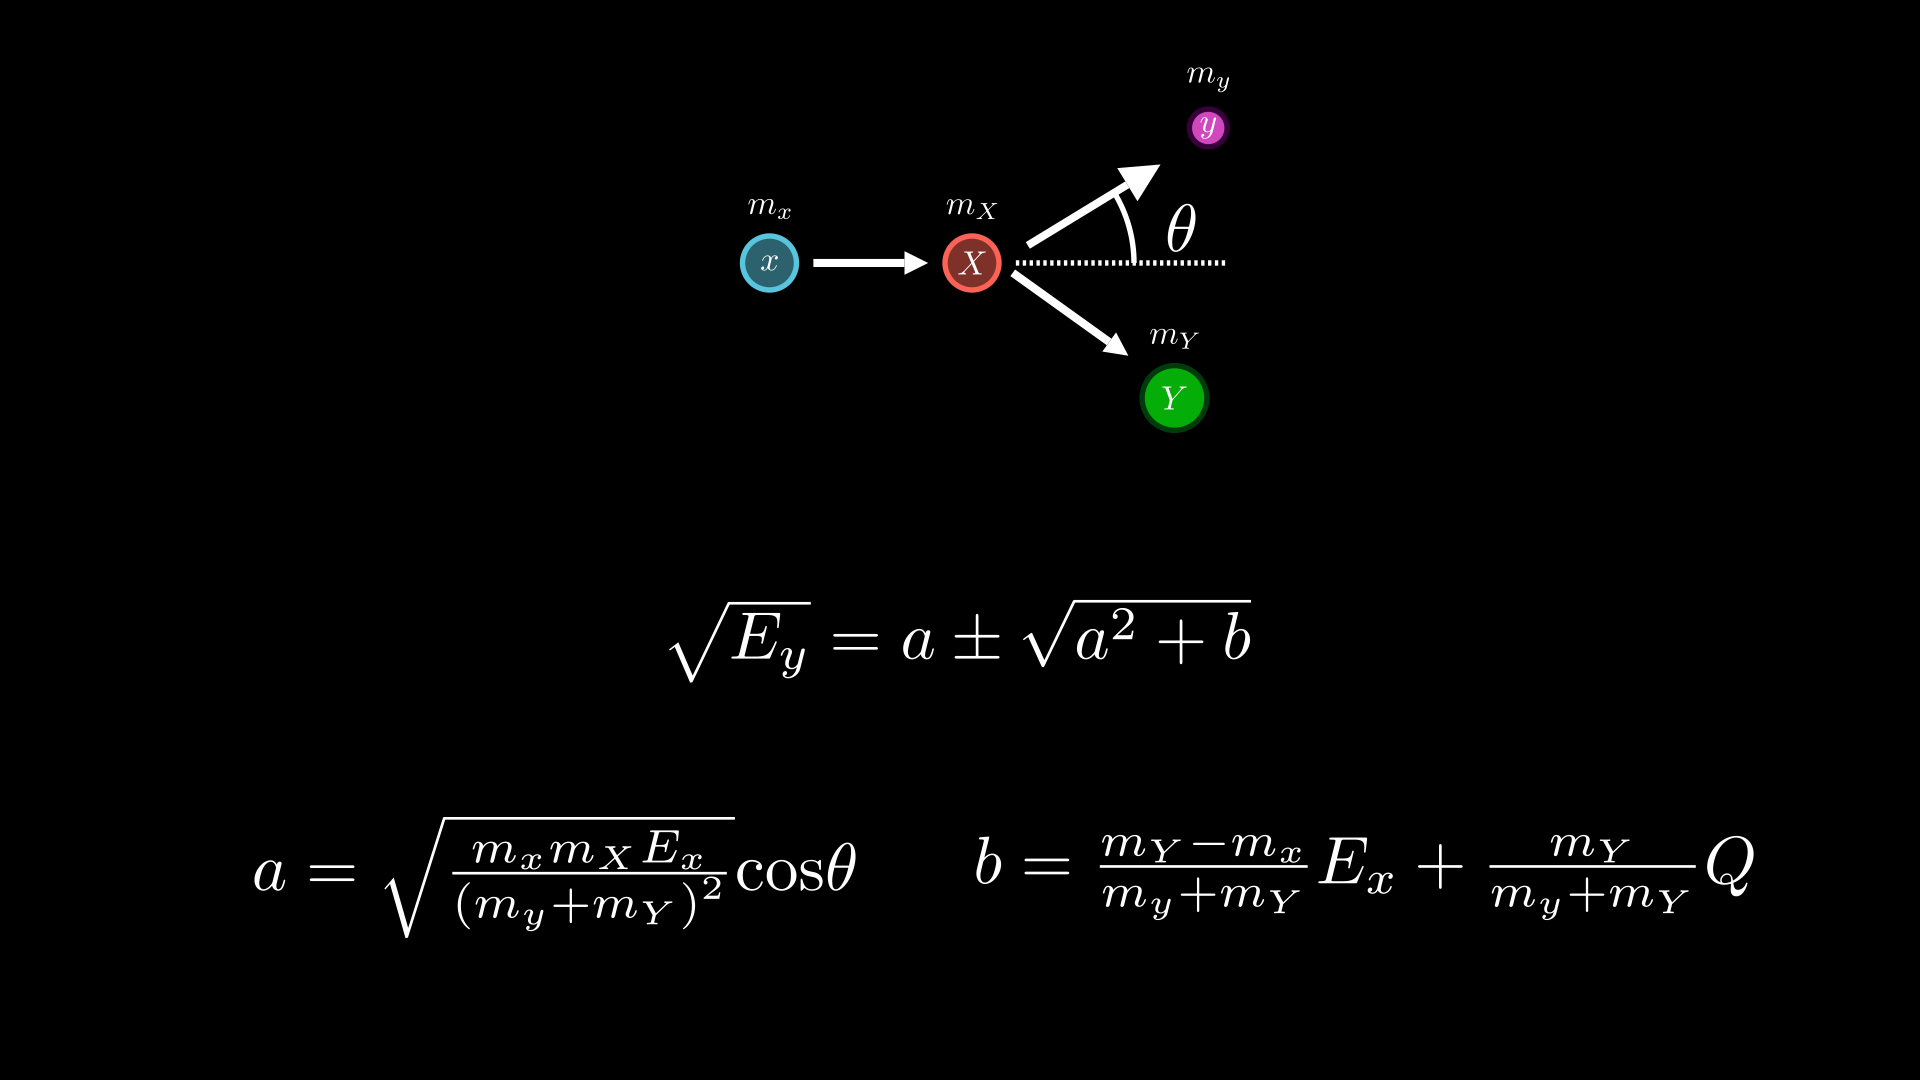 m_y
y
m_x m_X
θ
x X
m_Y
Y
√E_y = a ± √(a² + b)
a = √(m_x m_X E_x / (m_y+m_Y)²) cosθ b = (m_Y−m_x)/(m_y+m_Y) E_x + m_Y/(m_y+m_Y) Q